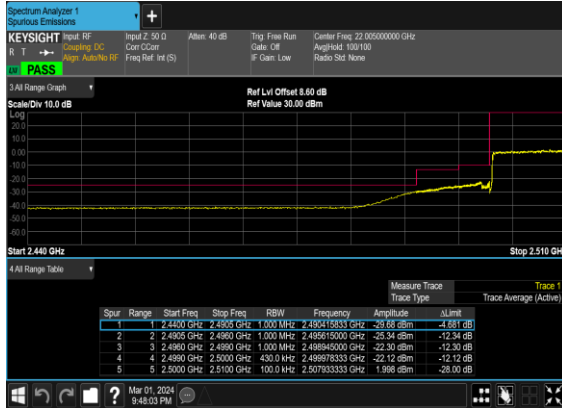 Spectrum Analyzer 1
Spurious Emissions
+
KEYSIGHT Input: RF Input Z: 50 Ω Atten: 40 dB Trig: Free Run Center Freq: 22.005000000 GHz
R T Coupling: DC Corr CCorr Gate: Off Avg|Hold: 100/100
Align: Auto/No RF Freq Ref: Int (S) IF Gain: Low Radio Std: None
PASS
3 All Range Graph
Ref Lvl Offset 8.60 dB
Scale/Div 10.0 dB Ref Value 30.00 dBm
Log
20.0
10.0
0.00
-10.0
-20.0
-30.0
-40.0
-50.0
-60.0
Start 2.440 GHz Stop 2.510 GHz
4 All Range Table
Measure Trace Trace 1
Trace Type Trace Average (Active)
Spur Range Start Freq Stop Freq RBW Frequency Amplitude ΔLimit
1 1 2.4400 GHz 2.4905 GHz 1.000 MHz 2.490415833 GHz -29.68 dBm -4.681 dB
2 2 2.4905 GHz 2.4960 GHz 1.000 MHz 2.495615000 GHz -25.34 dBm -12.34 dB
3 3 2.4960 GHz 2.4990 GHz 1.000 MHz 2.498945000 GHz -22.30 dBm -12.30 dB
4 4 2.4990 GHz 2.5000 GHz 430.0 kHz 2.499978333 GHz -22.12 dBm -12.12 dB
5 5 2.5000 GHz 2.5100 GHz 100.0 kHz 2.507933333 GHz 1.998 dBm -28.00 dB
? Mar 01, 2024
9:48:03 PM